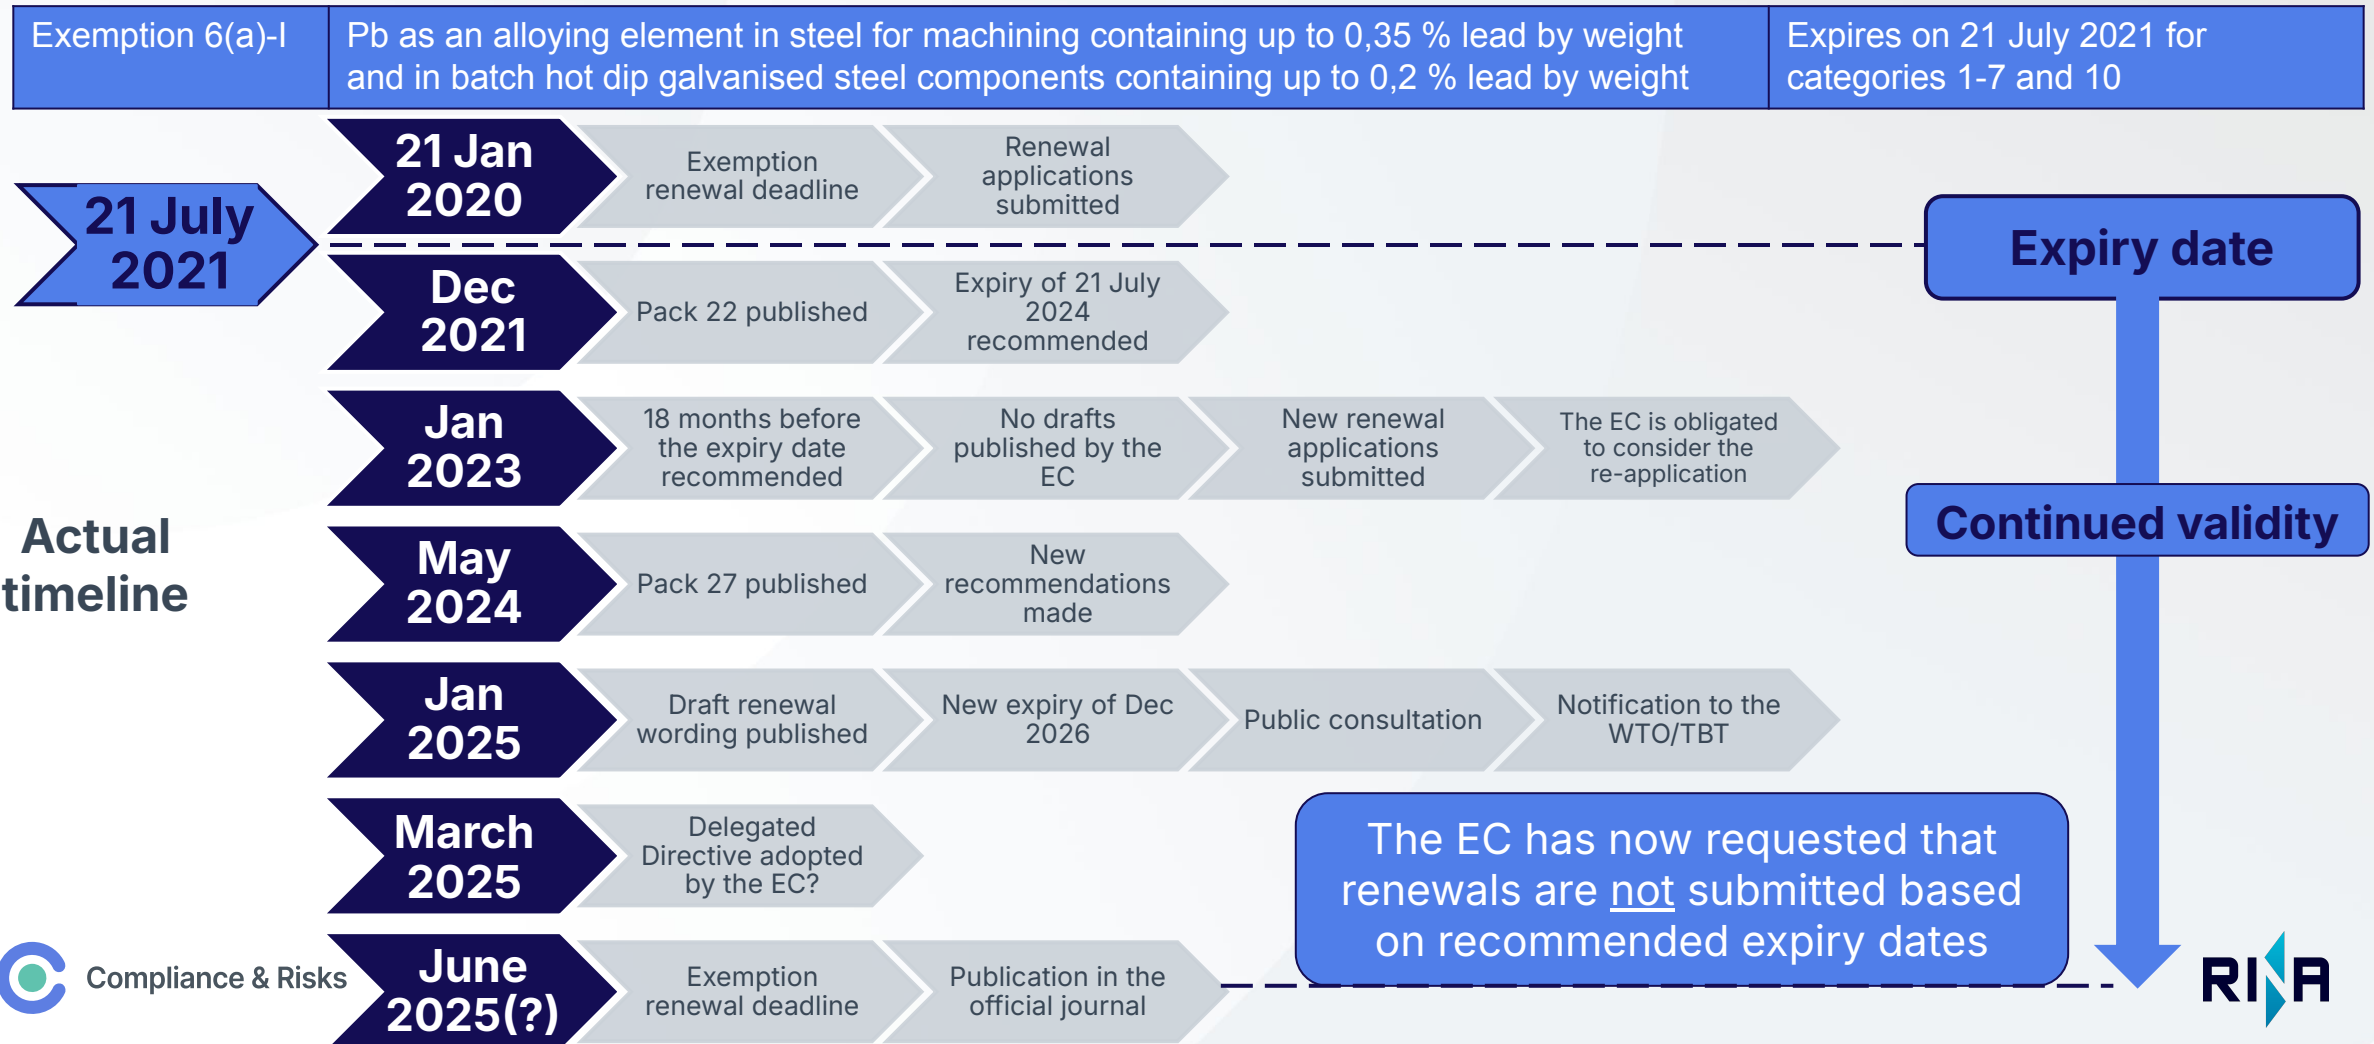 Exemption 6(a)-I
Pb as an alloying element in steel for machining containing up to 0,35 % lead by weight
and in batch hot dip galvanised steel components containing up to 0,2 % lead by weight
Expires on 21 July 2021 for
categories 1-7 and 10
21 Jan
2020
Exemption
renewal deadline
Renewal
applications
submitted
21 July
2021
Expiry date
Dec
2021
Pack 22 published
Expiry of 21 July
2024
recommended
Jan
2023
18 months before
the expiry date
recommended
No drafts
published by the
EC
New renewal
applications
submitted
The EC is obligated
to consider the
re-application
Continued validity
Actual
timeline
May
2024
Pack 27 published
New
recommendations
made
Jan
2025
Draft renewal
wording published
New expiry of Dec
2026
Public consultation
Notification to the
WTO/TBT
March
2025
Delegated
Directive adopted
by the EC?
The EC has now requested that
renewals are not submitted based
on recommended expiry dates
Compliance & Risks
June
2025(?)
Exemption
renewal deadline
Publication in the
official journal
RINA